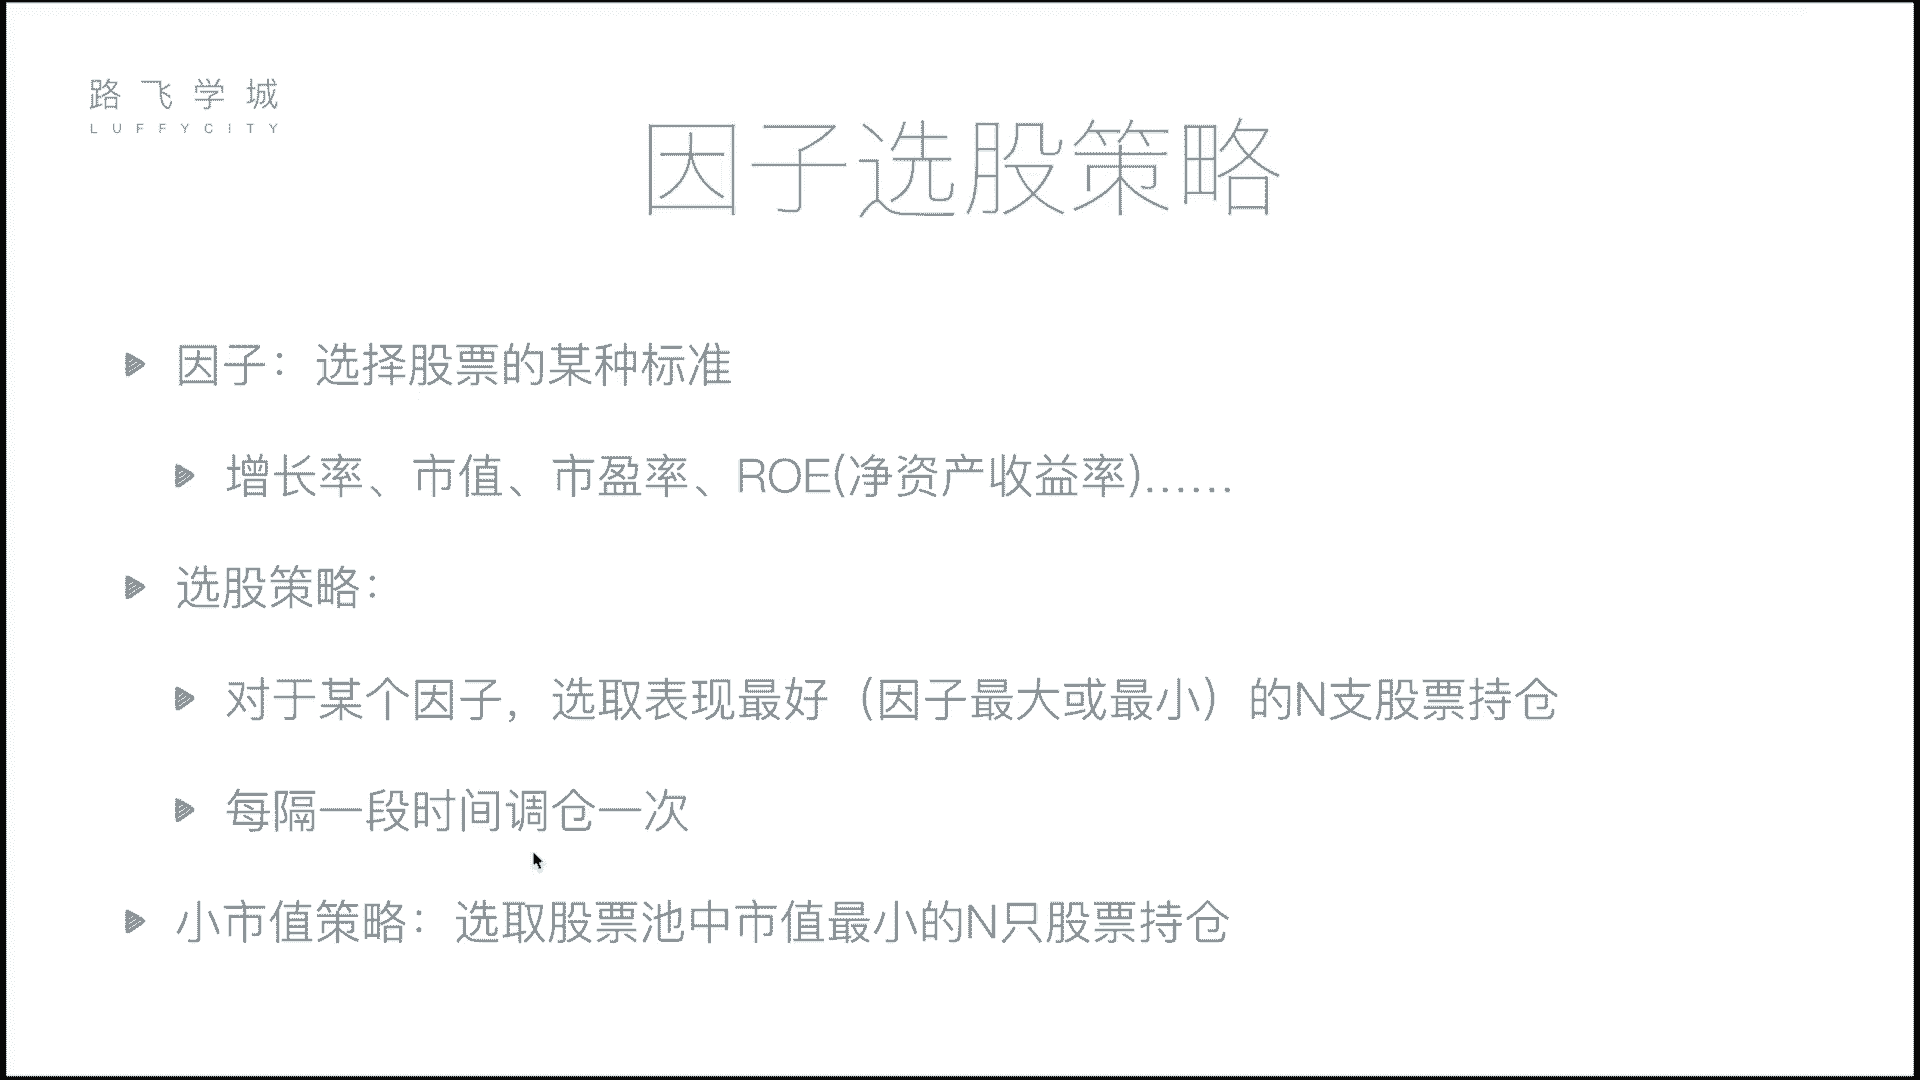 路飞学城
LUFFYCITY
因子选股策略
因子：选择股票的某种标准
增长率、市值、市盈率、ROE(净资产收益率)……
选股策略：
对于某个因子，选取表现最好（因子最大或最小）的N支股票持仓
每隔一段时间调仓一次
小市值策略：选取股票池中市值最小的N只股票持仓